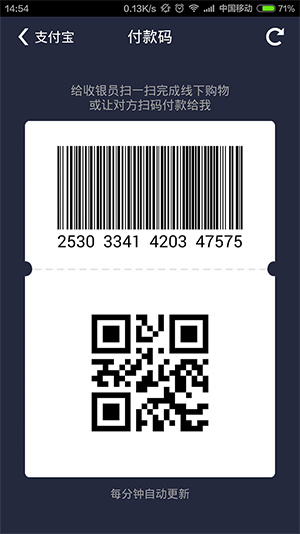 14:54 0.13K/s 中国移动 71%
支付宝 付款码
给收银员扫一扫完成线下购物
或让对方扫码付款给我
2530 3341 4203 47575
每分钟自动更新